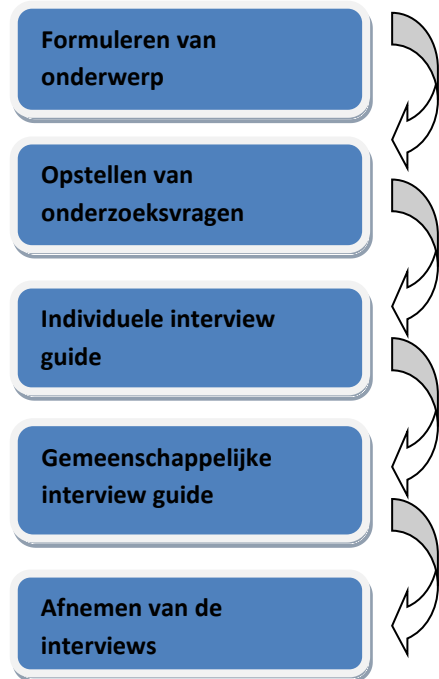 Formuleren van
onderwerp
Opstellen van
onderzoeksvragen
Individuele interview
guide
Gemeenschappelijke
interview guide
Afnemen van de
interviews